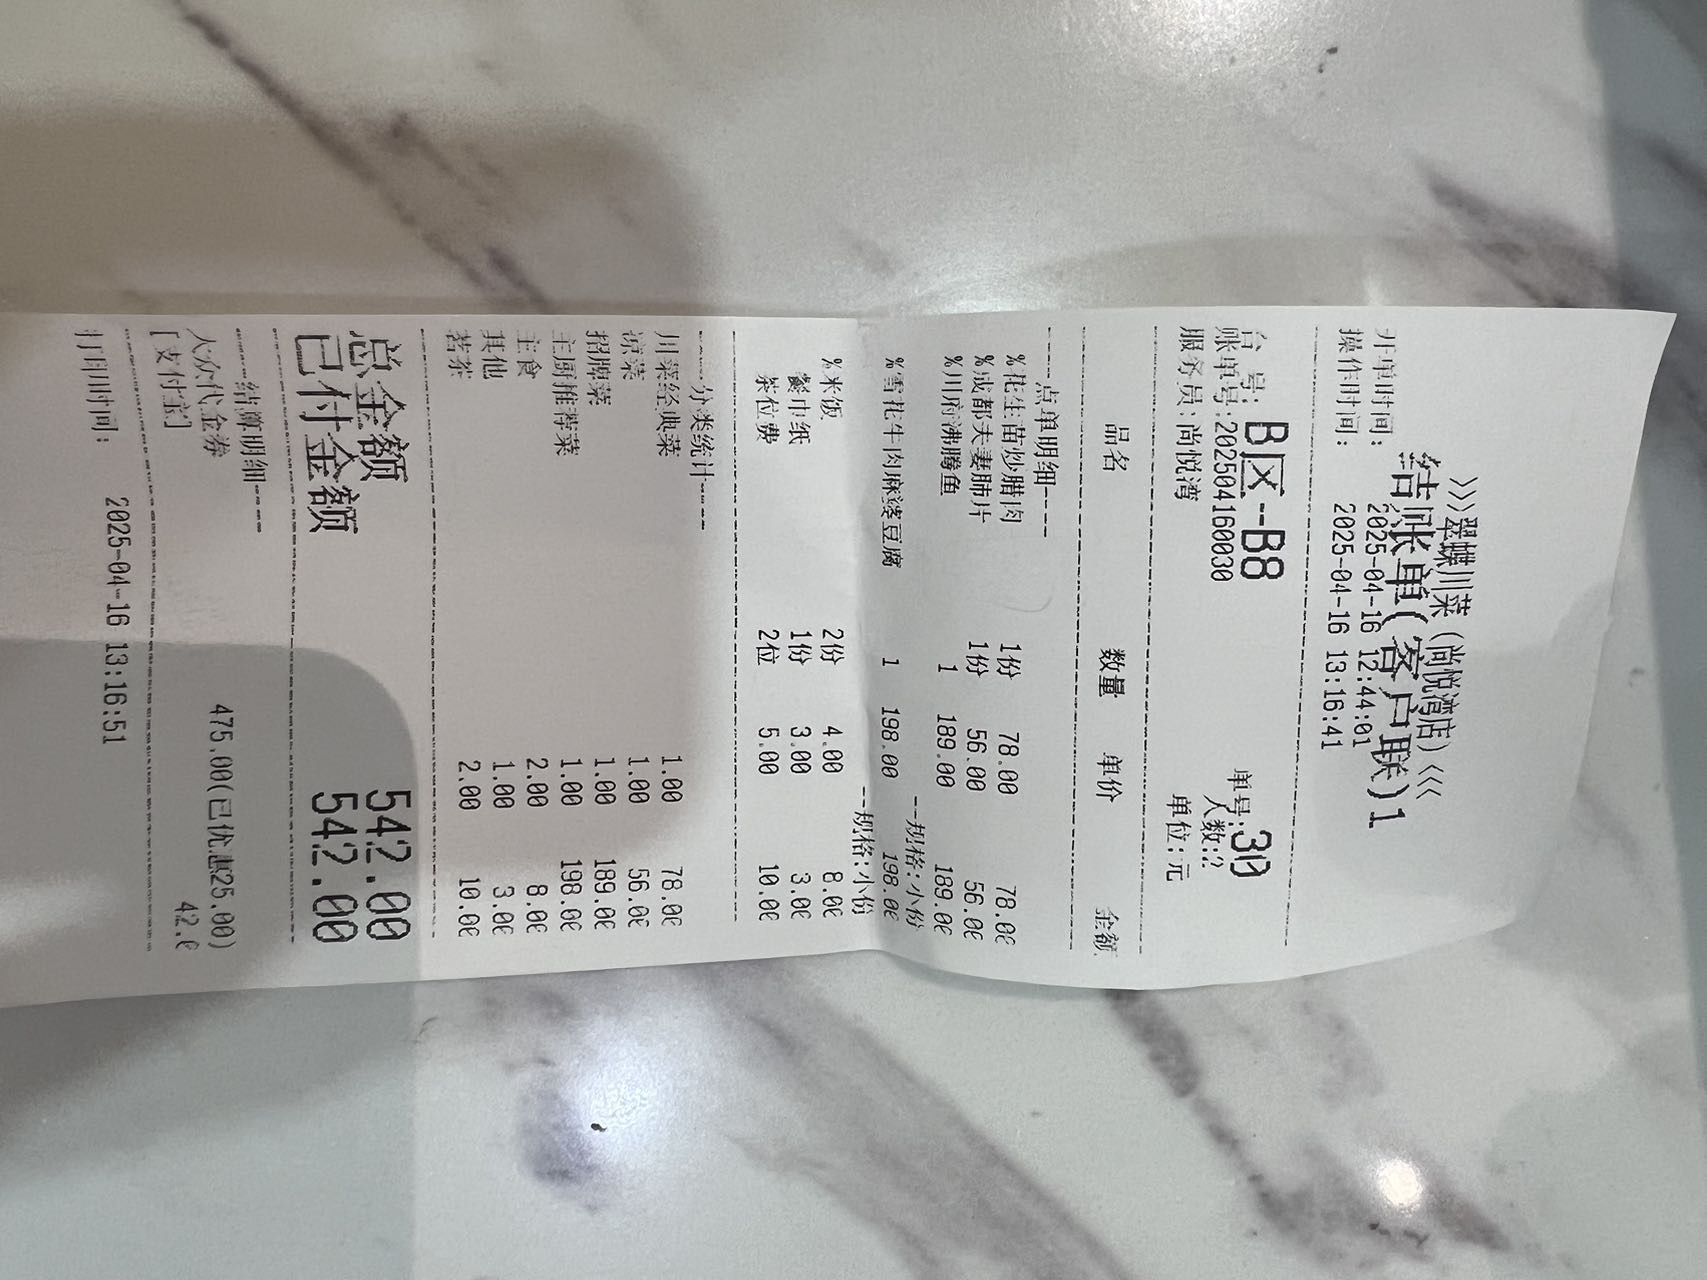 >>>翠蝶川菜(尚悦湾店)<<<
结账单(客户联)1
开单时间: 2025-04-16 12:44:01
操作时间: 2025-04-16 13:16:41
台 号: B区--B8 单号:30
账单号:202504160030 人数:2
服务员:尚悦湾 单位:元
品名 数量 单价 金额
----点单明细----
%花生苗炒腊肉 1份 78.00 78.00
%成都夫妻肺片 1份 56.00 56.00
%川府沸腾鱼 1 189.00 189.00
--规格:小份
%雪花牛肉麻婆豆腐 1 198.00 198.00
--规格:小份
%米饭 2份 4.00 8.00
餐巾纸 1份 3.00 3.00
茶位费 2位 5.00 10.00
----分类统计----
川菜经典菜 1.00 78.00
凉菜 1.00 56.00
招牌菜 1.00 189.00
主厨推荐菜 1.00 198.00
主食 2.00 8.00
其他 1.00 3.00
茗茶 2.00 10.00
总金额 542.00
已付金额 542.00
----结算明细----
大众代金券 475.00(已优惠25.00)
[支付宝] 42.0
打印时间: 2025-04-16 13:16:51